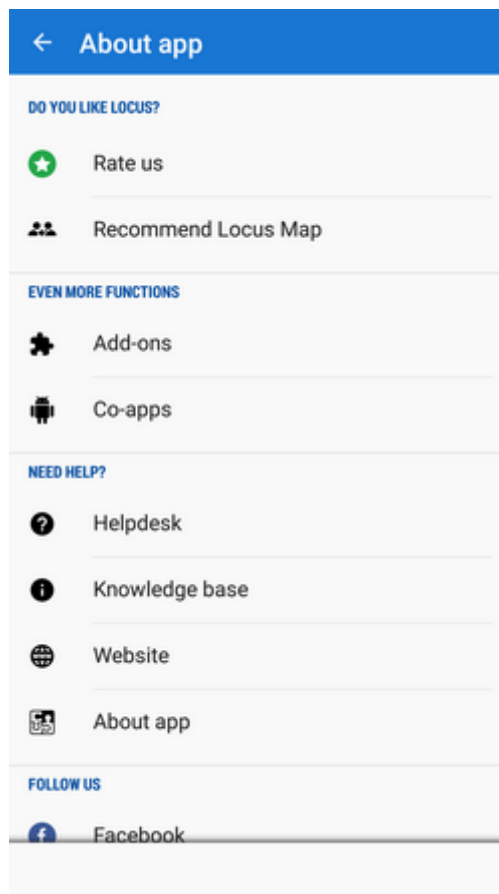 About app
DO YOU LIKE LOCUS?
Rate us
Recommend Locus Map
EVEN MORE FUNCTIONS
Add-ons
Co-apps
NEED HELP?
Helpdesk
Knowledge base
Website
About app
FOLLOW US
Facebook